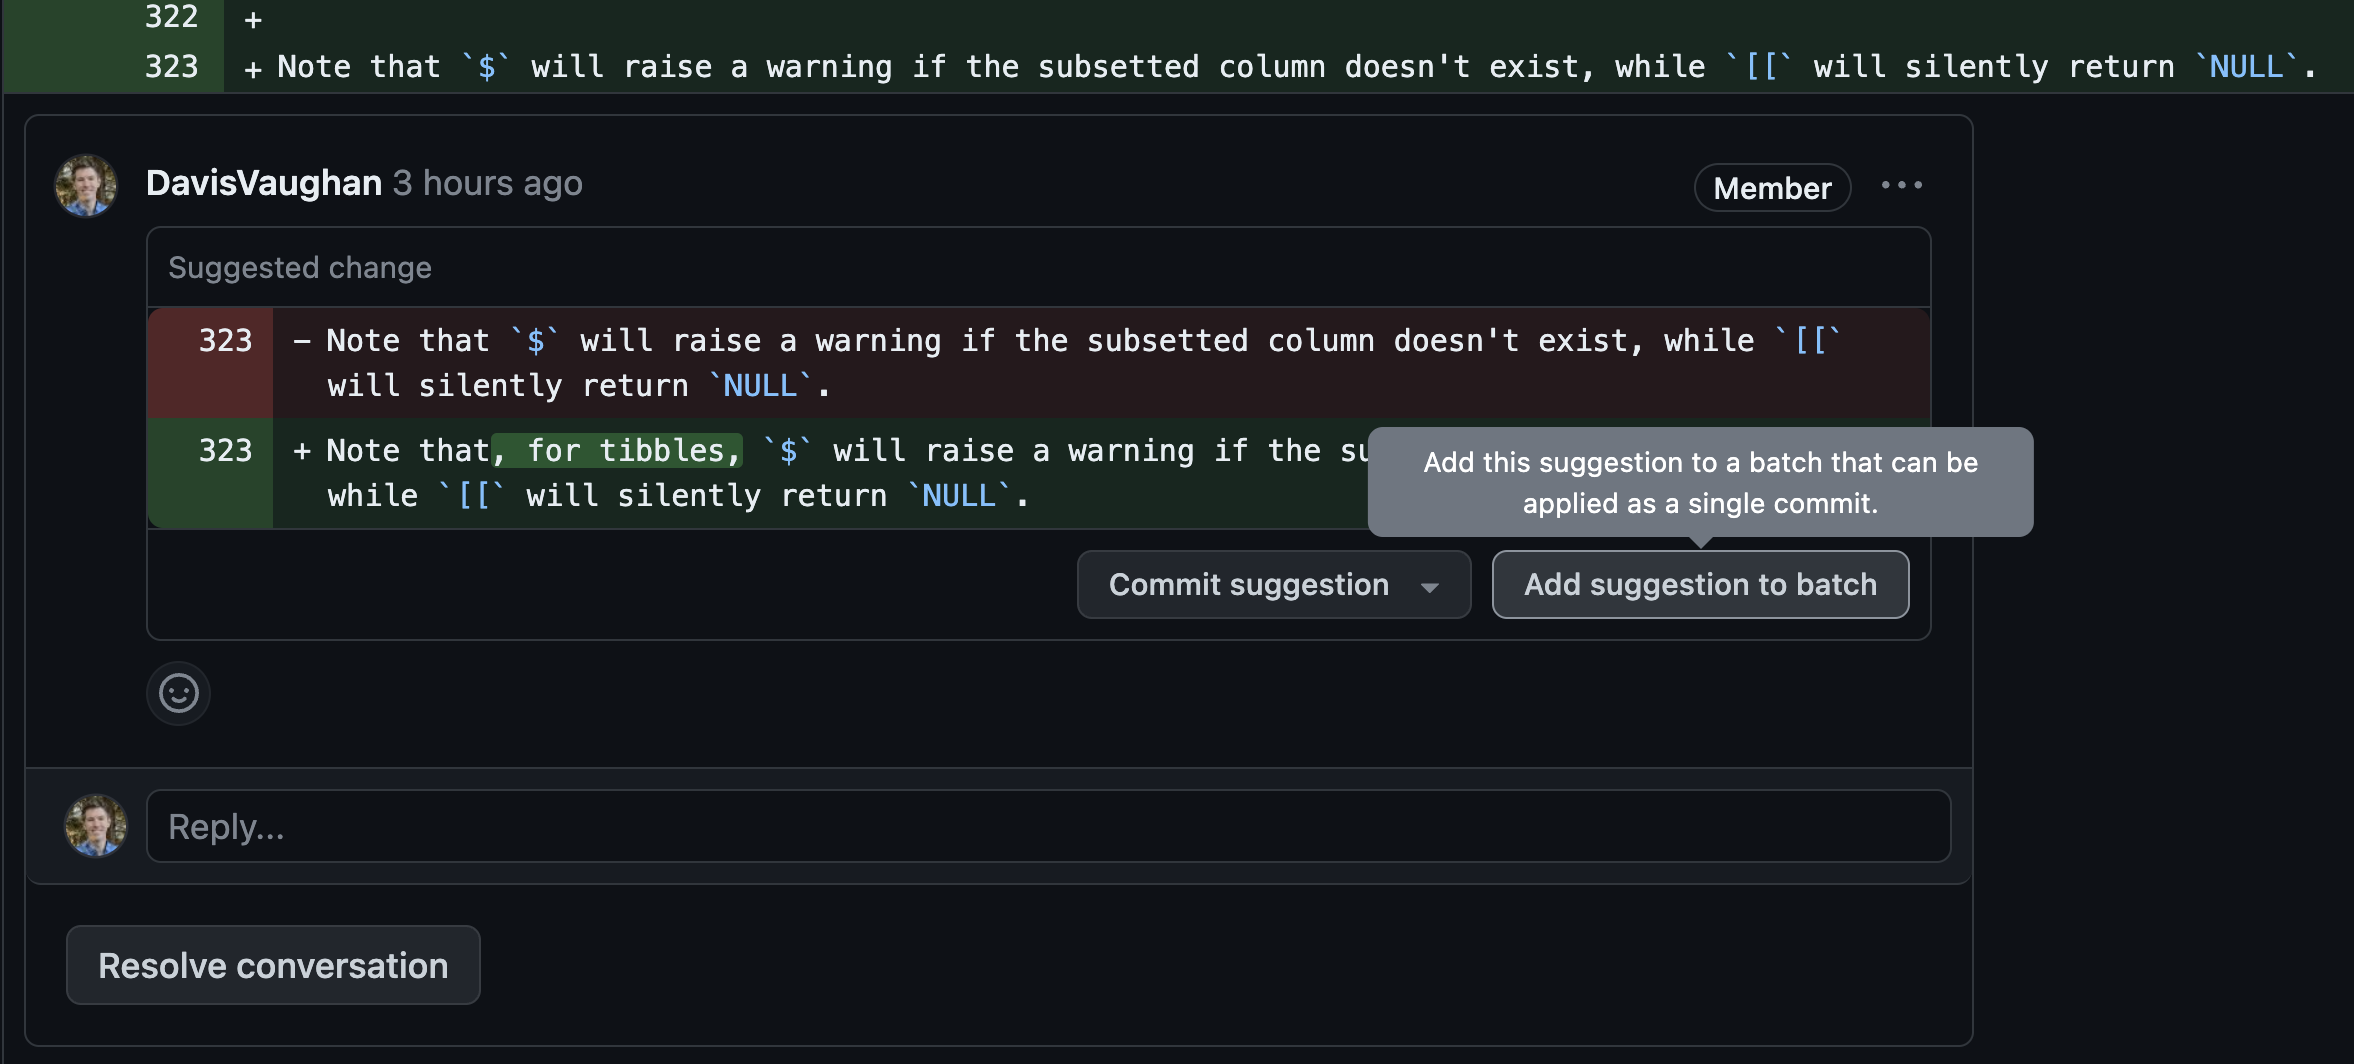 322 +
323 + Note that `$` will raise a warning if the subsetted column doesn't exist, while `[[` will silently return `NULL`.
DavisVaughan 3 hours ago Member
Suggested change
323 - Note that `$` will raise a warning if the subsetted column doesn't exist, while `[[`
will silently return `NULL`.
323 + Note that, for tibbles, `$` will raise a warning if the su
while `[[` will silently return `NULL`.
Add this suggestion to a batch that can be
applied as a single commit.
Commit suggestion Add suggestion to batch
Reply...
Resolve conversation